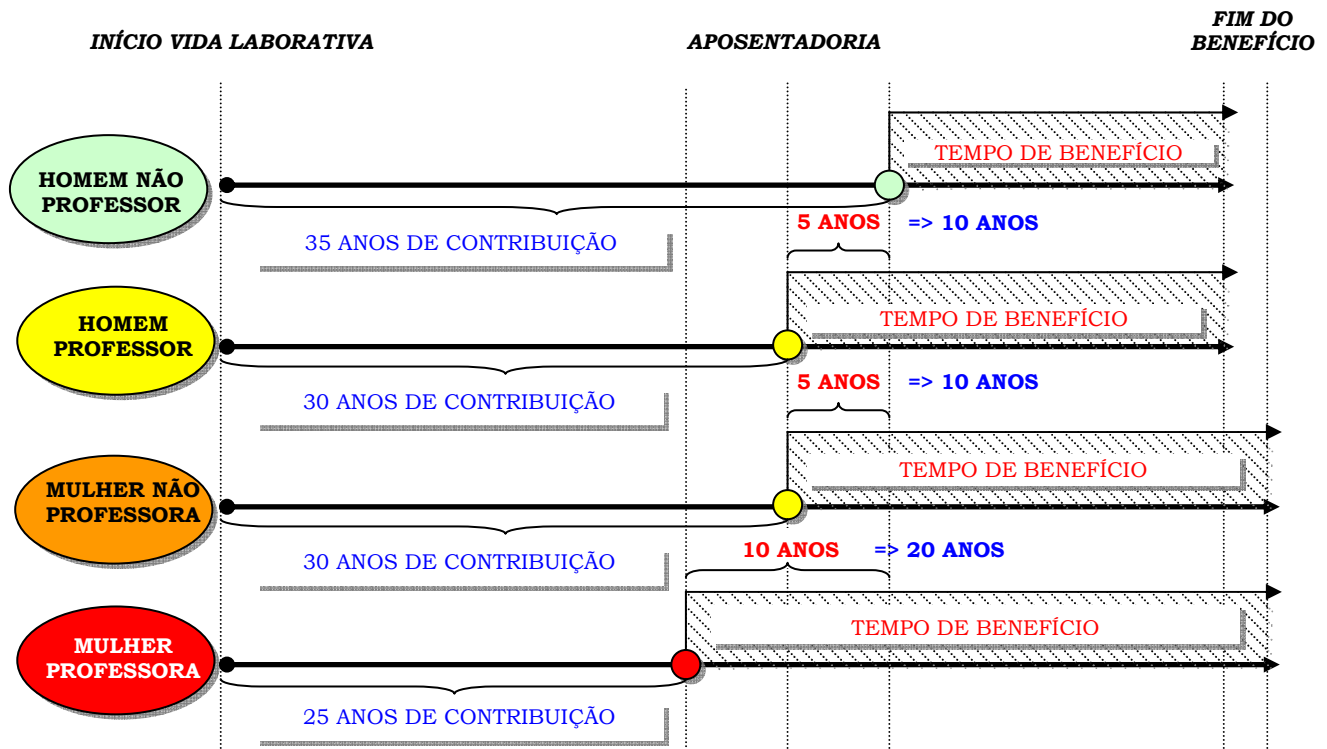 INÍCIO VIDA LABORATIVA
APOSENTADORIA
FIM DO
BENEFÍCIO
HOMEM NÃO
PROFESSOR
TEMPO DE BENEFÍCIO
35 ANOS DE CONTRIBUIÇÃO
5 ANOS => 10 ANOS
HOMEM
PROFESSOR
TEMPO DE BENEFÍCIO
30 ANOS DE CONTRIBUIÇÃO
5 ANOS => 10 ANOS
MULHER NÃO
PROFESSORA
TEMPO DE BENEFÍCIO
30 ANOS DE CONTRIBUIÇÃO
10 ANOS => 20 ANOS
MULHER
PROFESSORA
TEMPO DE BENEFÍCIO
25 ANOS DE CONTRIBUIÇÃO